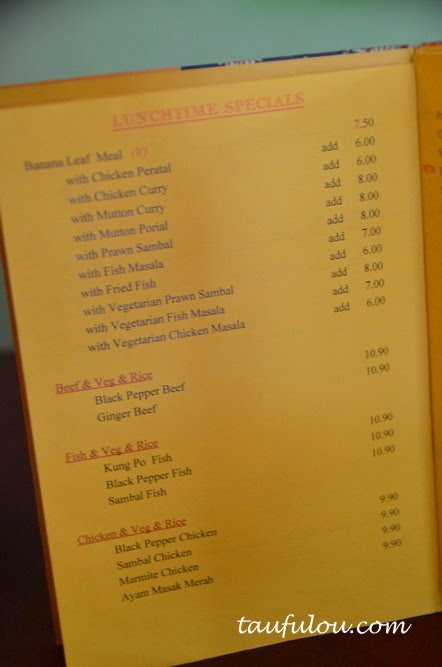 LUNCHTIME SPECIALS
Banana Leaf Meal (V) 7.50
with Chicken Peratal add 6.00
with Chicken Curry add 6.00
with Mutton Curry add 8.00
with Mutton Porial add 8.00
with Prawn Sambal add 8.00
with Fish Masala add 7.00
with Fried Fish add 6.00
with Vegetarian Prawn Sambal add 8.00
with Vegetarian Fish Masala add 7.00
with Vegetarian Chicken Masala add 6.00
Beef & Veg & Rice
Black Pepper Beef 10.90
Ginger Beef 10.90
Fish & Veg & Rice
Kung Po Fish 10.90
Black Pepper Fish 10.90
Sambal Fish 10.90
Chicken & Veg & Rice
Black Pepper Chicken 9.90
Sambal Chicken 9.90
Marmite Chicken 9.90
Ayam Masak Merah 9.90
taufulou.com